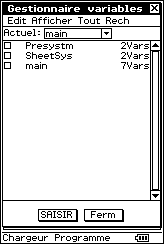 Gestionnaire variables
Edit Afficher Tout Rech
Actuel: main
Presystm 2Vars
SheetSys 2Vars
main 7Vars
SAISIR Ferm
Chargeur Programme